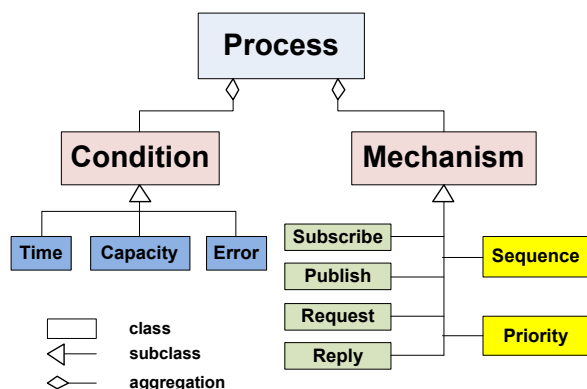 Process
Condition
Mechanism
Time
Capacity
Error
Subscribe
Publish
Request
Reply
Sequence
Priority
class
subclass
aggregation